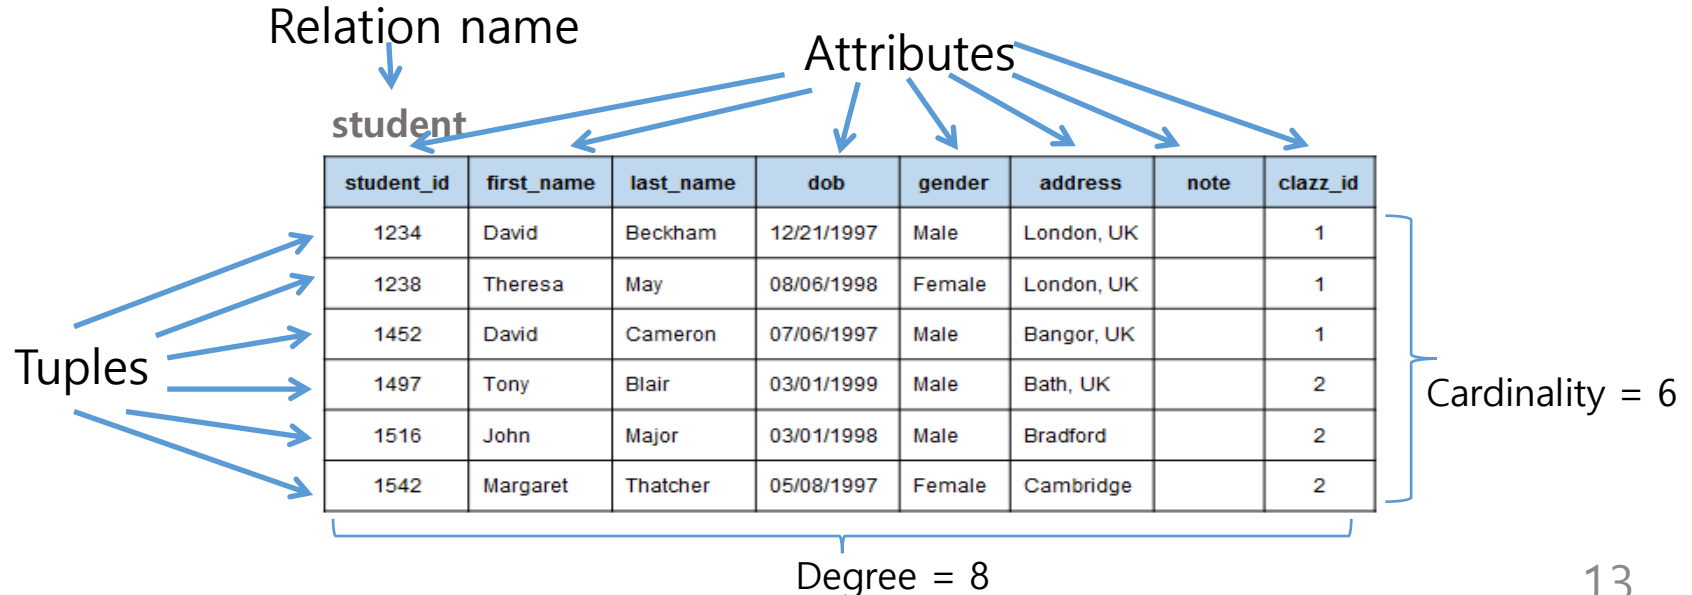 Relation name
Attributes
student
student_id first_name last_name dob gender address note clazz_id
1234 David Beckham 12/21/1997 Male London, UK 1
1238 Theresa May 08/06/1998 Female London, UK 1
1452 David Cameron 07/06/1997 Male Bangor, UK 1
Tuples
1497 Tony Blair 03/01/1999 Male Bath, UK 2
Cardinality = 6
1516 John Major 03/01/1998 Male Bradford 2
1542 Margaret Thatcher 05/08/1997 Female Cambridge 2
Degree = 8
13